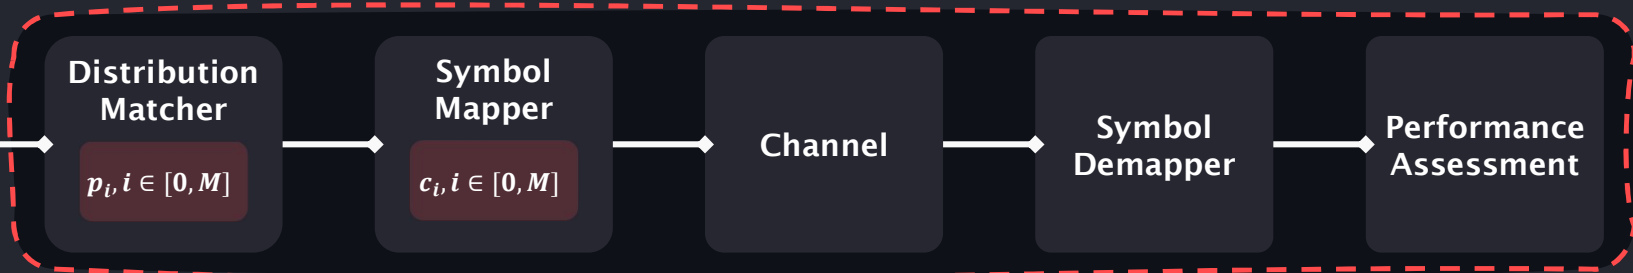 Distribution
Matcher
pᵢ, i ∈ [0, M]
Symbol
Mapper
cᵢ, i ∈ [0, M]
Channel
Symbol
Demapper
Performance
Assessment